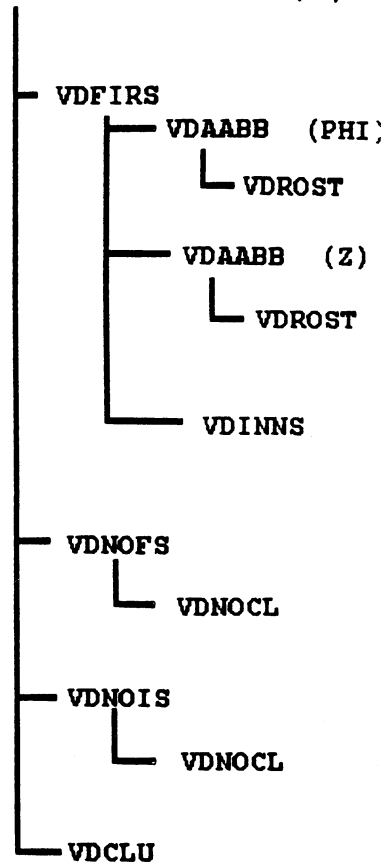 VDFIRS
VDAABB (PHI)
VDROST
VDAABB (Z)
VDROST
VDINNS
VDNOFS
VDNOCL
VDNOIS
VDNOCL
VDCLU